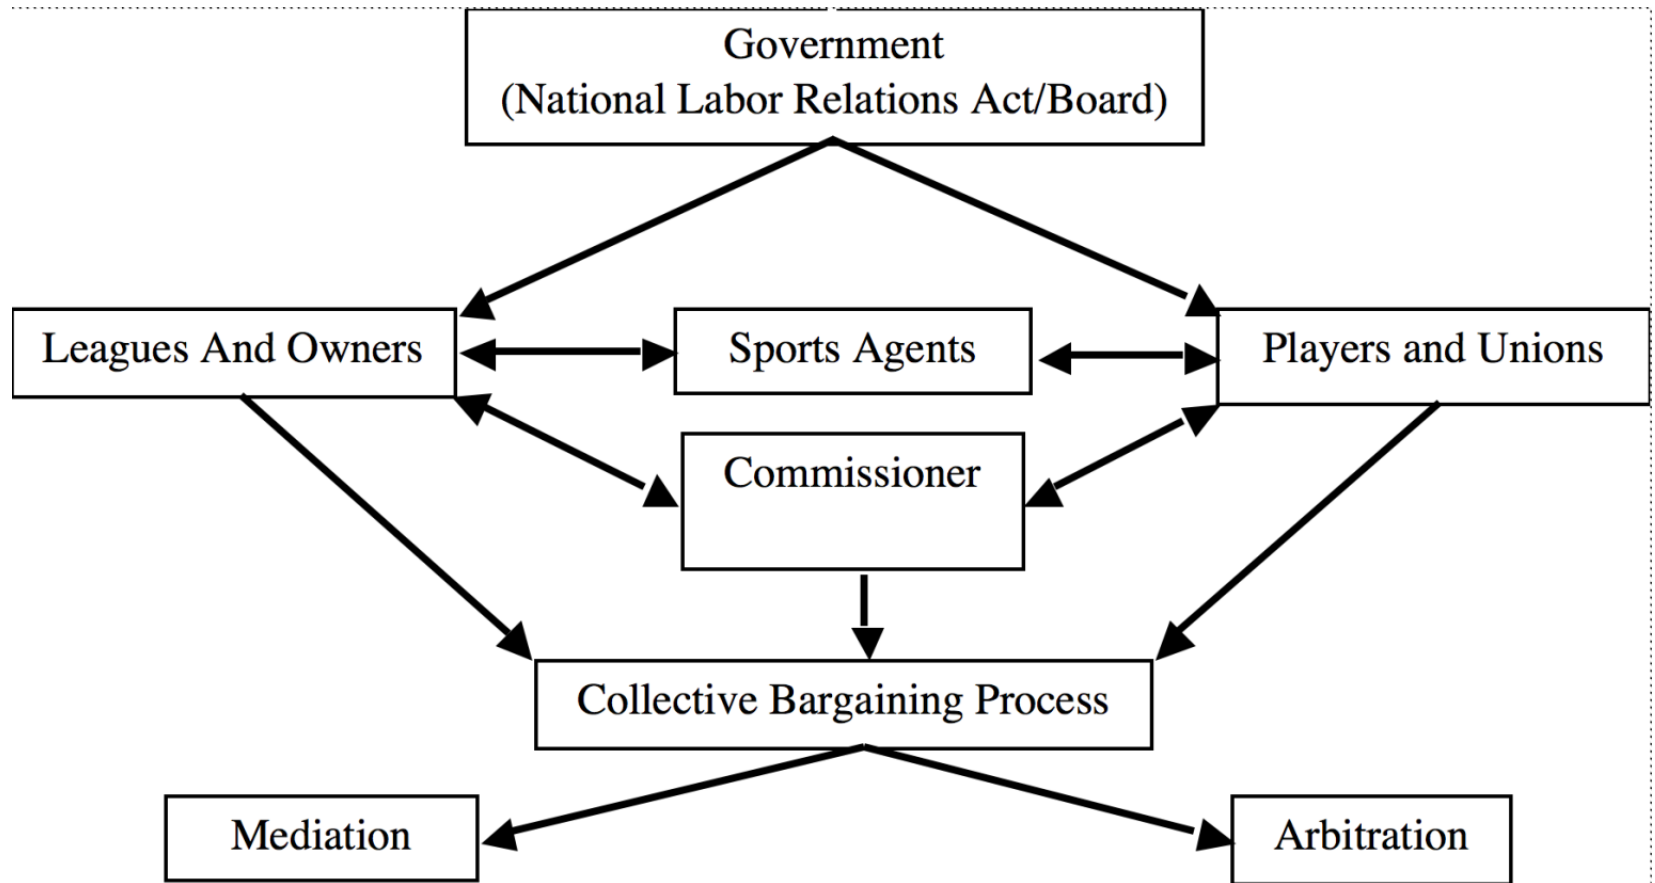 Government
(National Labor Relations Act/Board)
Leagues And Owners
Sports Agents
Players and Unions
Commissioner
Collective Bargaining Process
Mediation
Arbitration